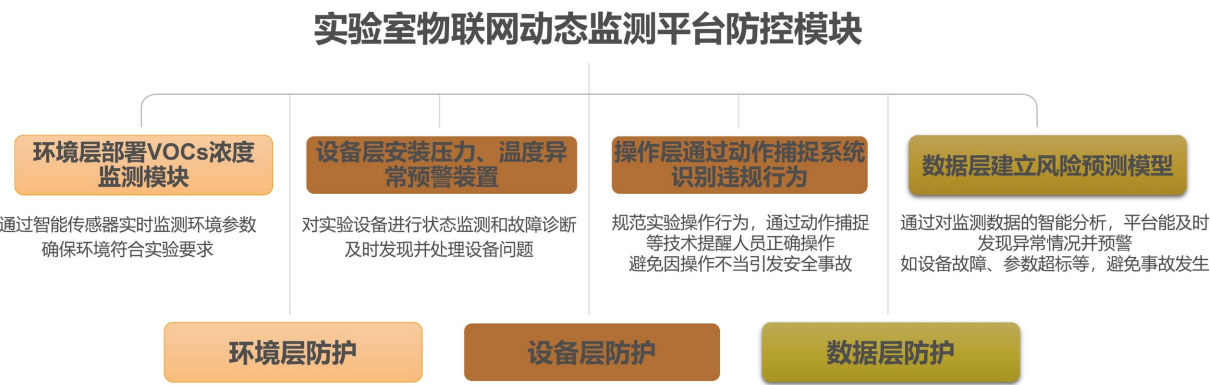 实验室物联网动态监测平台防控模块
环境层部署VOCs浓度
监测模块
通过智能传感器实时监测环境参数
确保环境符合实验要求
设备层安装压力、温度异
常预警装置
对实验设备进行状态监测和故障诊断
及时发现并处理设备问题
操作层通过动作捕捉系统
识别违规行为
规范实验操作行为，通过动作捕捉
等技术提醒人员正确操作
避免因操作不当引发安全事故
数据层建立风险预测模型
通过对监测数据的智能分析，平台能及时
发现异常情况并预警
如设备故障、参数超标等，避免事故发生
环境层防护
设备层防护
数据层防护